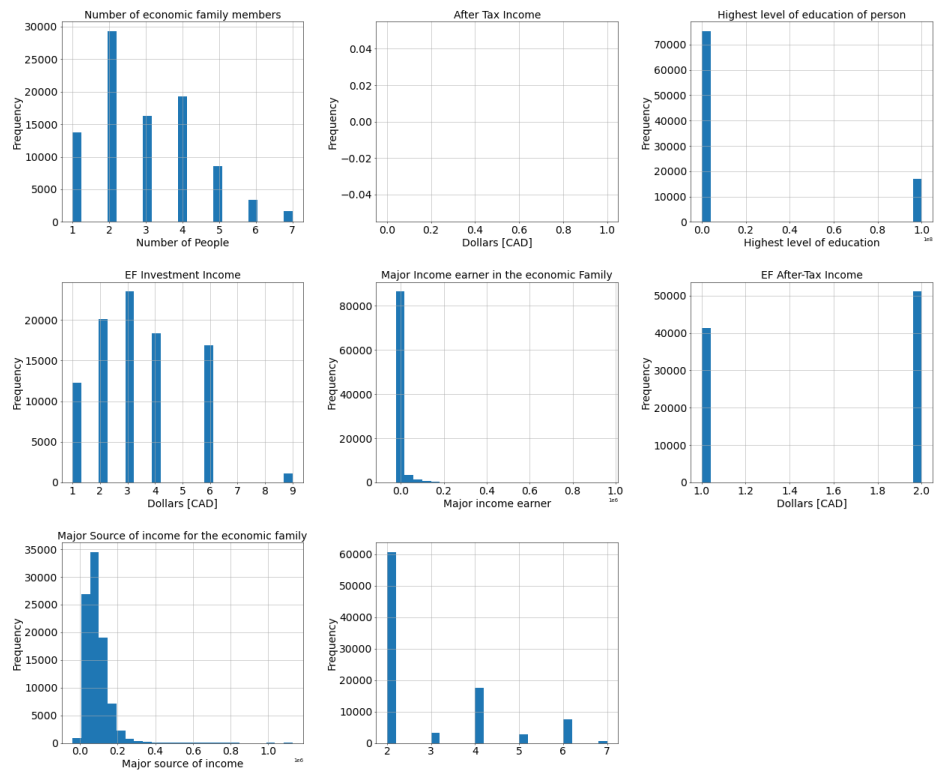 Number of economic family members
30000
25000
20000
15000
10000
5000
0
Frequency
1 2 3 4 5 6 7
Number of People
After Tax Income
0.04
0.02
0.00
−0.02
−0.04
Frequency
0.0 0.2 0.4 0.6 0.8 1.0
Dollars [CAD]
Highest level of education of person
70000
60000
50000
40000
30000
20000
10000
0
Frequency
0.0 0.2 0.4 0.6 0.8 1.0
1e8
Highest level of education
EF Investment Income
20000
15000
10000
5000
0
Frequency
1 2 3 4 5 6 7 8 9
Dollars [CAD]
Major Income earner in the economic Family
80000
60000
40000
20000
0
Frequency
0.0 0.2 0.4 0.6 0.8 1.0
1e6
Major income earner
EF After-Tax Income
50000
40000
30000
20000
10000
0
Frequency
1.0 1.2 1.4 1.6 1.8 2.0
Dollars [CAD]
Major Source of income for the economic family
35000
30000
25000
20000
15000
10000
5000
0
Frequency
0.0 0.2 0.4 0.6 0.8 1.0
1e6
Major source of income
60000
50000
40000
30000
20000
10000
0
Frequency
2 3 4 5 6 7